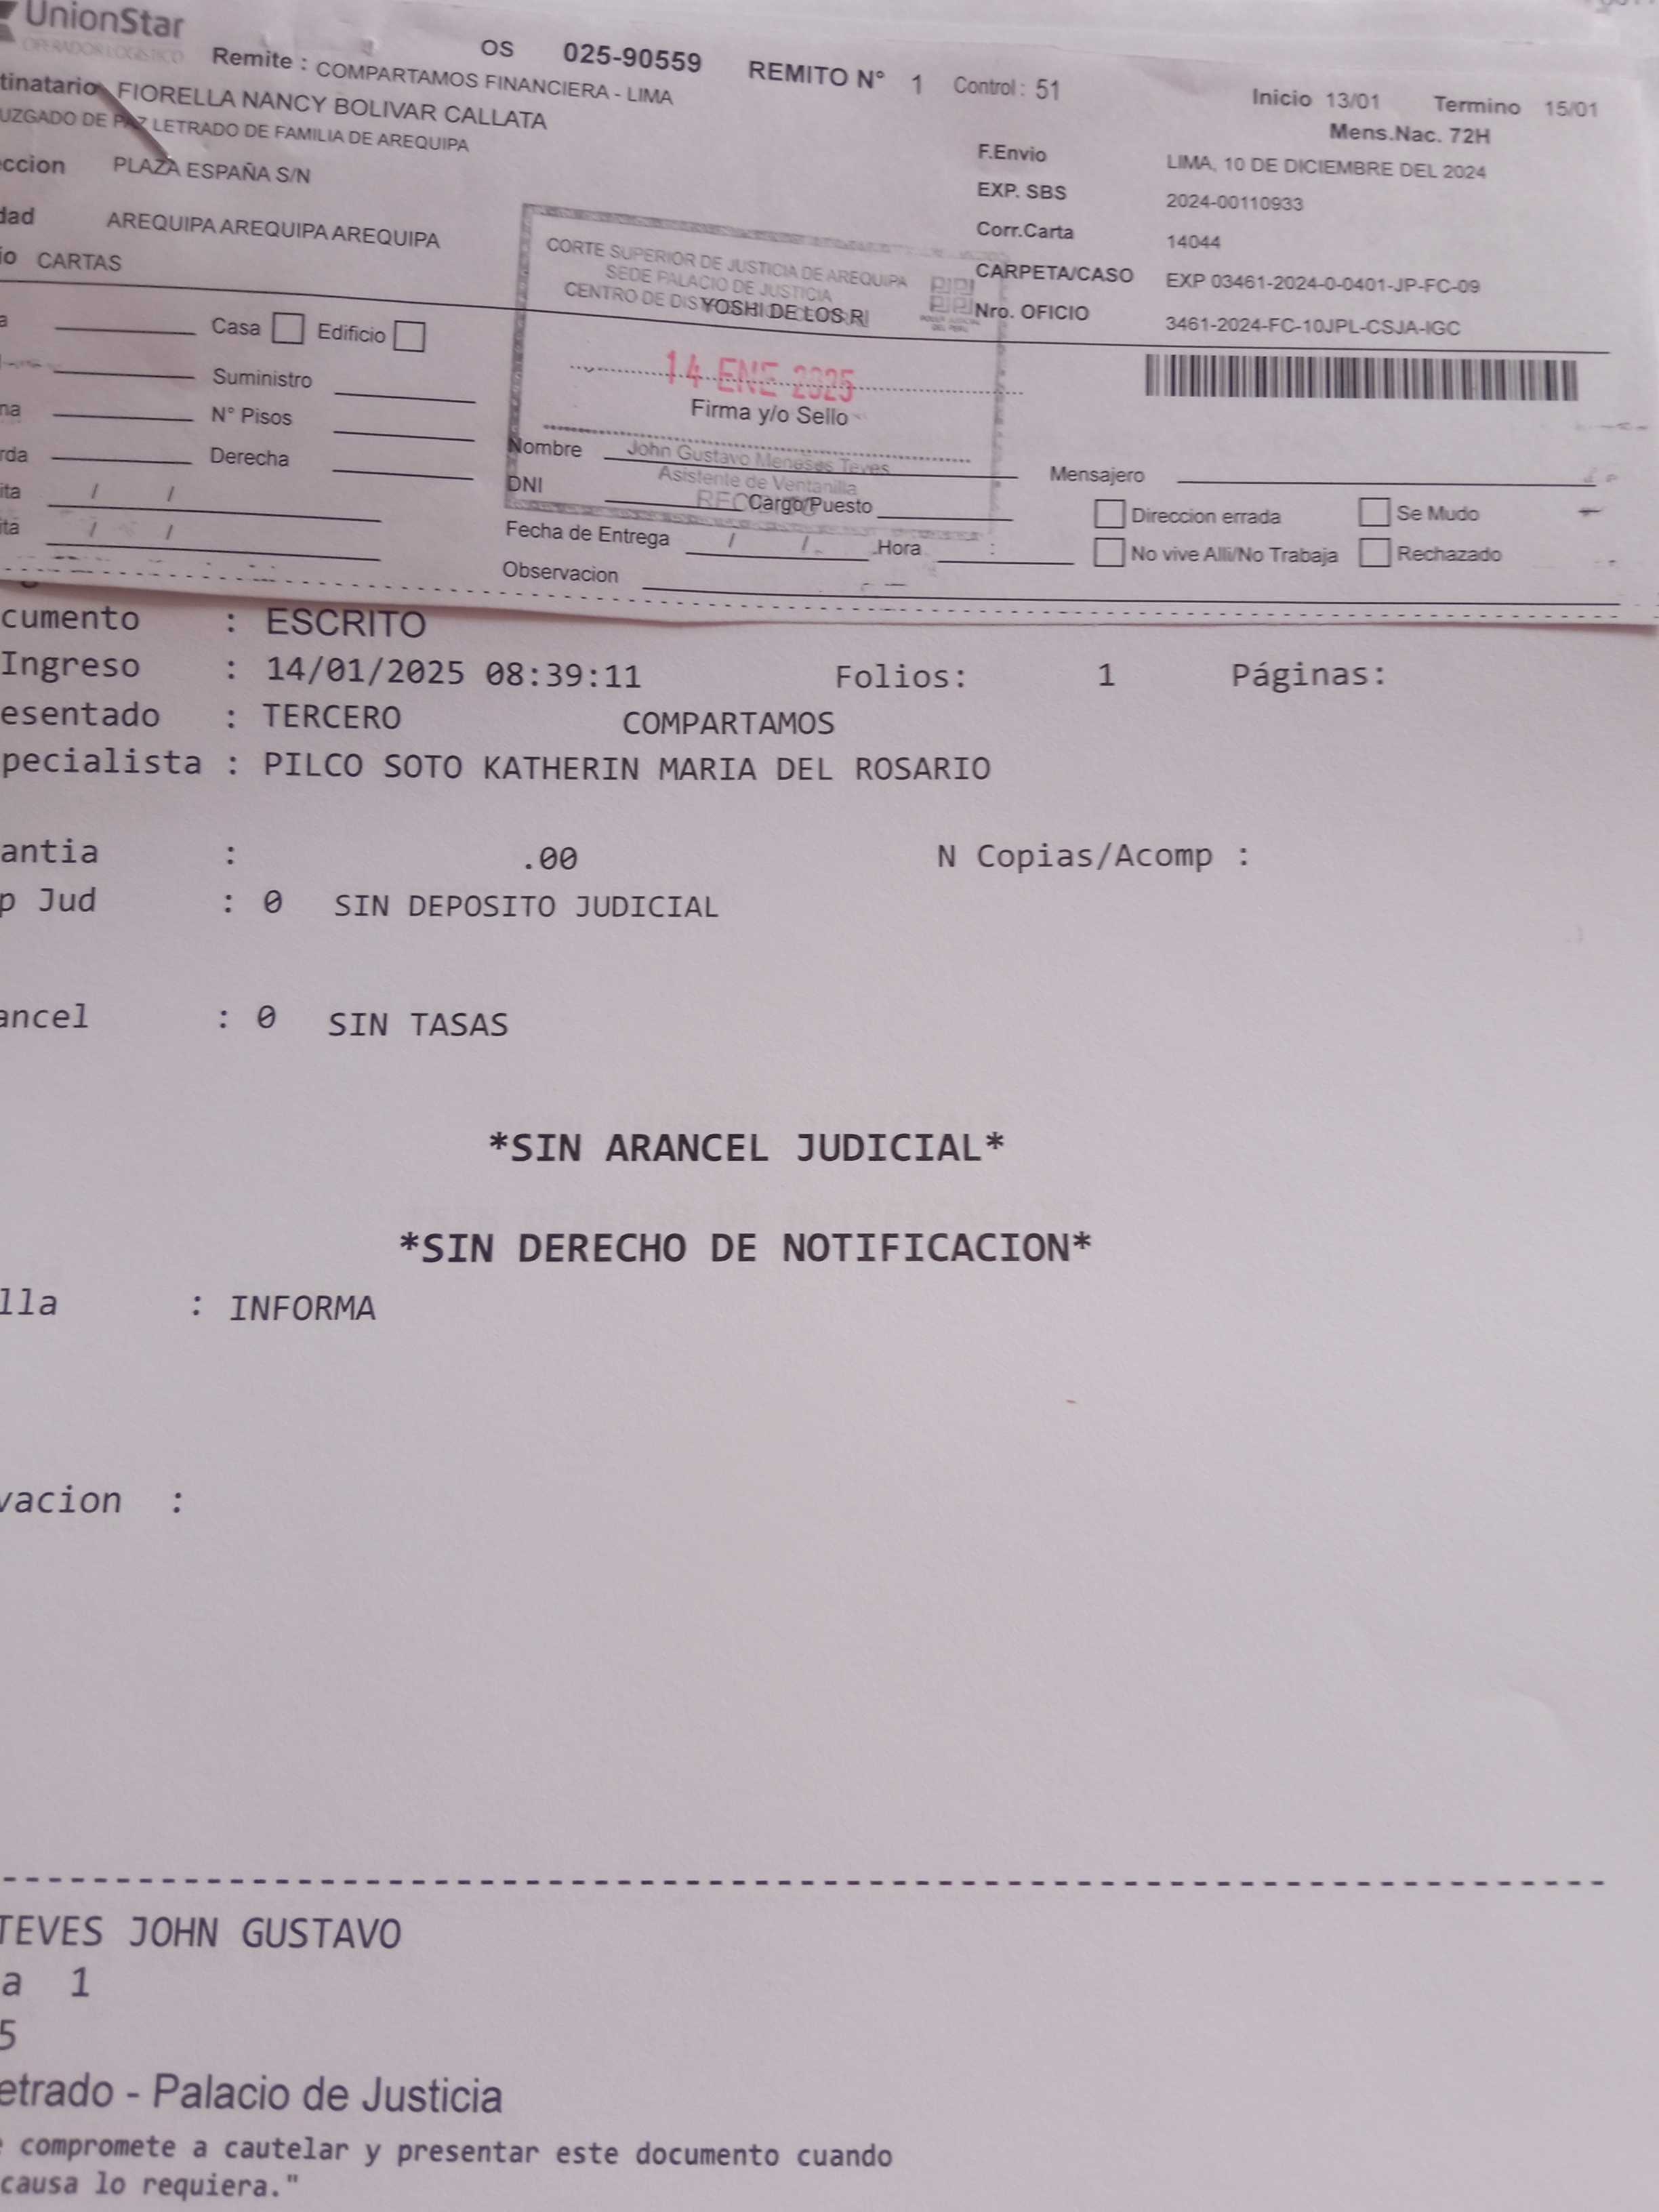 UnionStar
OPERADOR LOGISTICO
Remite : COMPARTAMOS FINANCIERA - LIMA
OS 025-90559 REMITO N° 1 Control : 51
Inicio 13/01 Termino 15/01
Mens.Nac. 72H
tinatario FIORELLA NANCY BOLIVAR CALLATA
UZGADO DE PAZ LETRADO DE FAMILIA DE AREQUIPA
ccion PLAZA ESPAÑA S/N
dad AREQUIPA AREQUIPA AREQUIPA
io CARTAS
F.Envio LIMA, 10 DE DICIEMBRE DEL 2024
EXP. SBS 2024-00110933
Corr.Carta 14044
CARPETA/CASO EXP 03461-2024-0-0401-JP-FC-09
Nro. OFICIO 3461-2024-FC-10JPL-CSJA-IGC
CORTE SUPERIOR DE JUSTICIA DE AREQUIPA
SEDE PALACIO DE JUSTICIA
CENTRO DE DIS
YOSHI DE LOS RI
PODER JUDICIAL
DEL PERU
14 ENE 2025
Firma y/o Sello
a Casa Edificio
Suministro
na N° Pisos
rda Derecha
ita / /
ita / /
Nombre John Gustavo Meneses Teves
Asistente de Ventanilla
DNI Cargo/Puesto
Fecha de Entrega / / Hora :
Observacion
Mensajero
Direccion errada Se Mudo
No vive Alli/No Trabaja Rechazado
cumento : ESCRITO
Ingreso : 14/01/2025 08:39:11 Folios: 1 Páginas:
esentado : TERCERO COMPARTAMOS
pecialista : PILCO SOTO KATHERIN MARIA DEL ROSARIO
antia : .00 N Copias/Acomp :
p Jud : 0 SIN DEPOSITO JUDICIAL
ancel : 0 SIN TASAS
*SIN ARANCEL JUDICIAL*
*SIN DERECHO DE NOTIFICACION*
lla : INFORMA
vacion :
TEVES JOHN GUSTAVO
a 1
5
etrado - Palacio de Justicia
e compromete a cautelar y presentar este documento cuando
causa lo requiera."